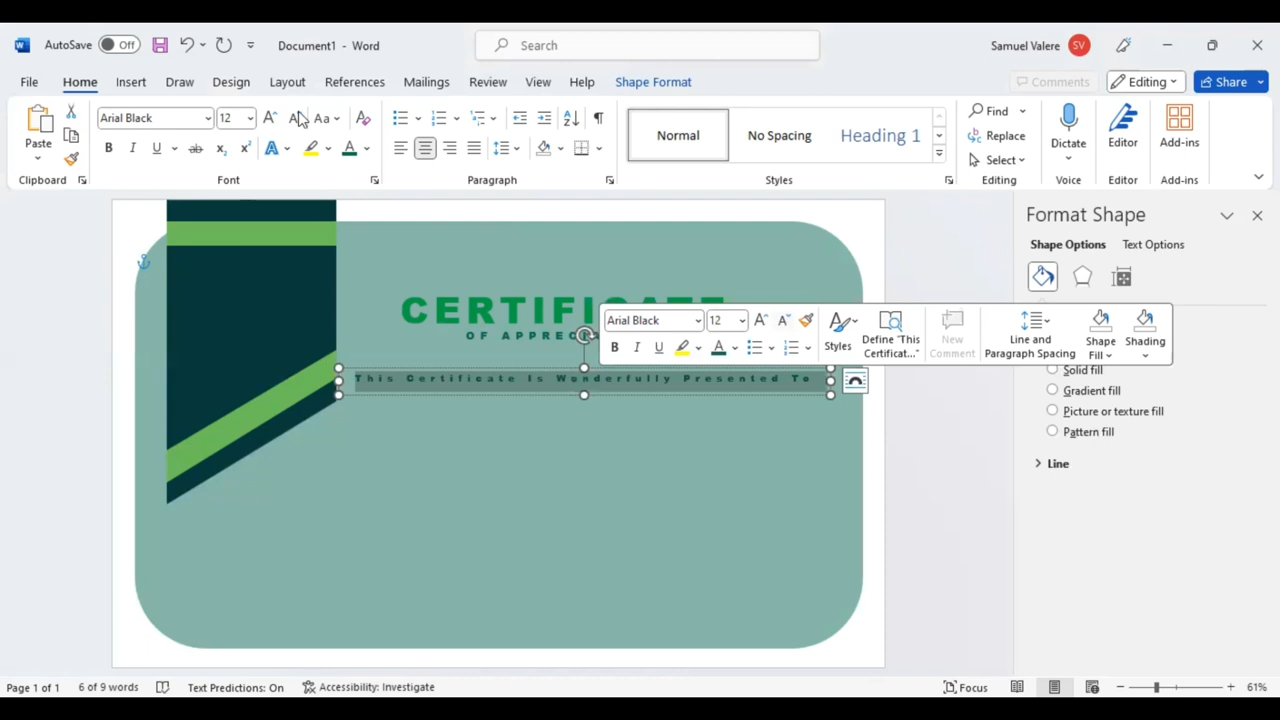 AutoSave Off Document1 - Word Search Samuel Valere SV
File Home Insert Draw Design Layout References Mailings Review View Help Shape Format Comments Editing Share
Paste Arial Black 12 Aa Normal No Spacing Heading 1 Find Replace Select Dictate Editor Add-ins
Clipboard Font Paragraph Styles Editing Voice Editor Add-ins
Format Shape
Shape Options Text Options
CERTIFICATE
OF APPREC
Arial Black 12 Styles Define "This Certificat..." New Comment Line and Paragraph Spacing Shape Fill Shading
This Certificate Is Wonderfully Presented To
Solid fill
Gradient fill
Picture or texture fill
Pattern fill
Line
Page 1 of 1 6 of 9 words Text Predictions: On Accessibility: Investigate Focus 61%